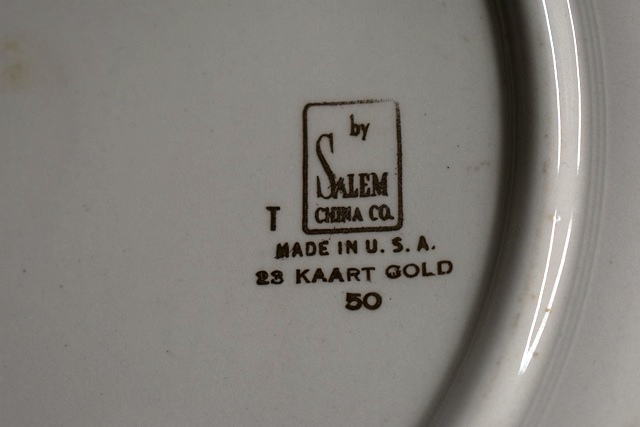 by
SALEM
CHINA CO.
T
MADE IN U. S. A.
23 KAART GOLD
50